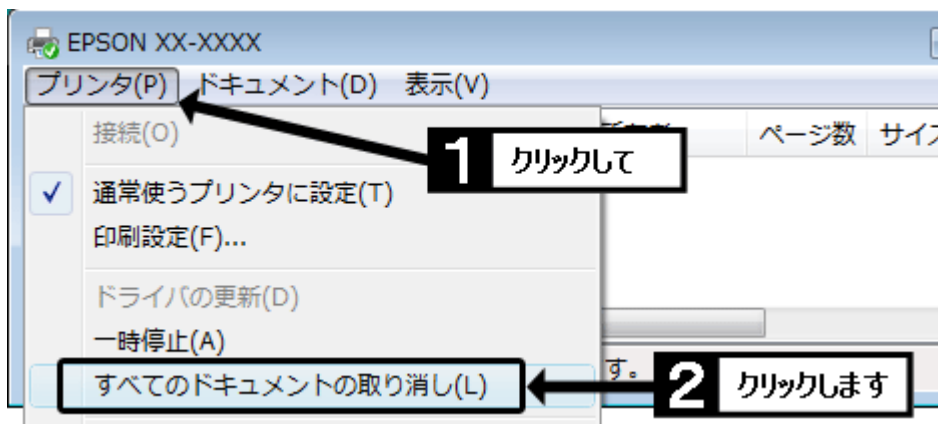 EPSON XX-XXXX
プリンタ(P) ドキュメント(D) 表示(V)
接続(O)
ページ数 サイズ
1 クリックして
通常使うプリンタに設定(T)
印刷設定(F)...
ドライバの更新(D)
一時停止(A)
すべてのドキュメントの取り消し(L)
す。
2 クリックします